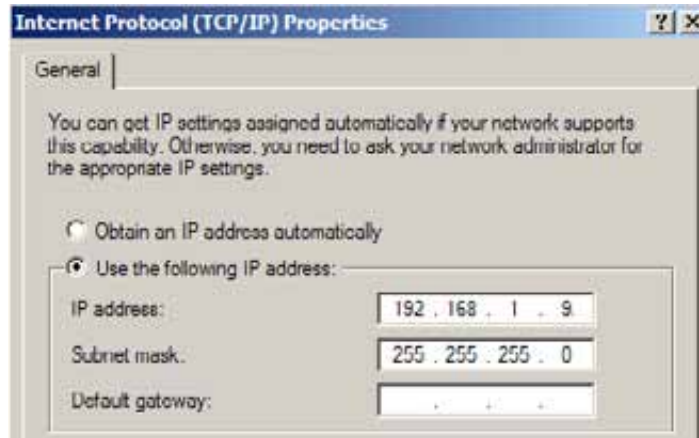 Internet Protocol (TCP/IP) Properties
General
You can get IP settings assigned automatically if your network supports
this capability. Otherwise, you need to ask your network administrator for
the appropriate IP settings.
Obtain an IP address automatically
Use the following IP address:
IP address: 192 . 168 . 1 . 9
Subnet mask: 255 . 255 . 255 . 0
Default gateway: . . .